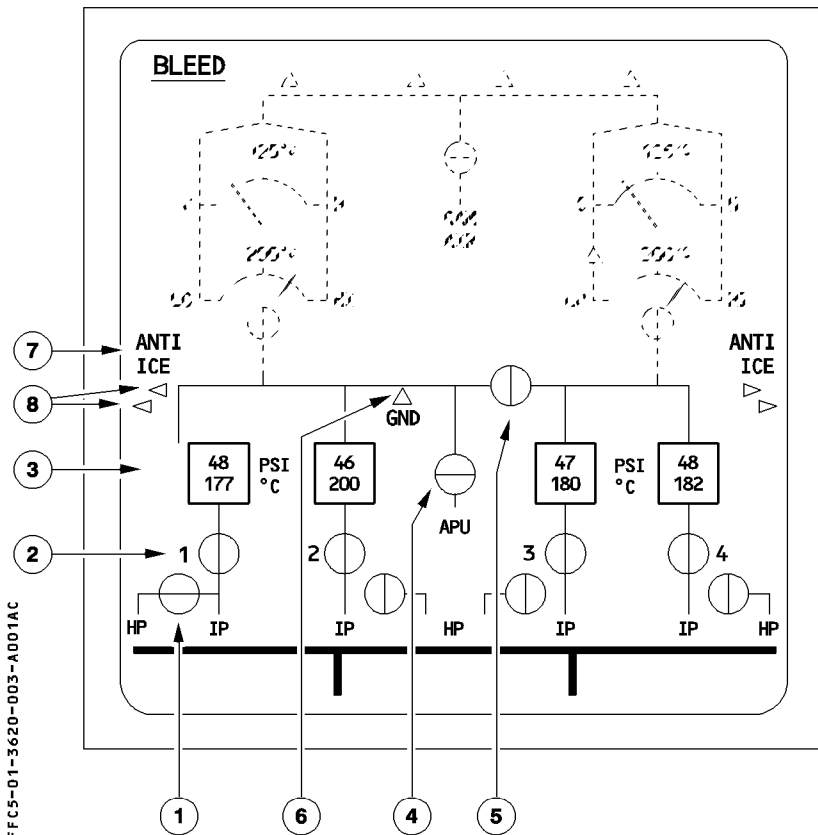 BLEED
7
ANTI
ICE
ANTI
ICE
8
GND
3
48
177
PSI
°C
46
200
47
180
PSI
°C
48
182
APU
2
1
2
3
4
HP
IP
IP
HP
IP
IP
HP
1
6
4
5
FFC5-01-3620-003-A001AC